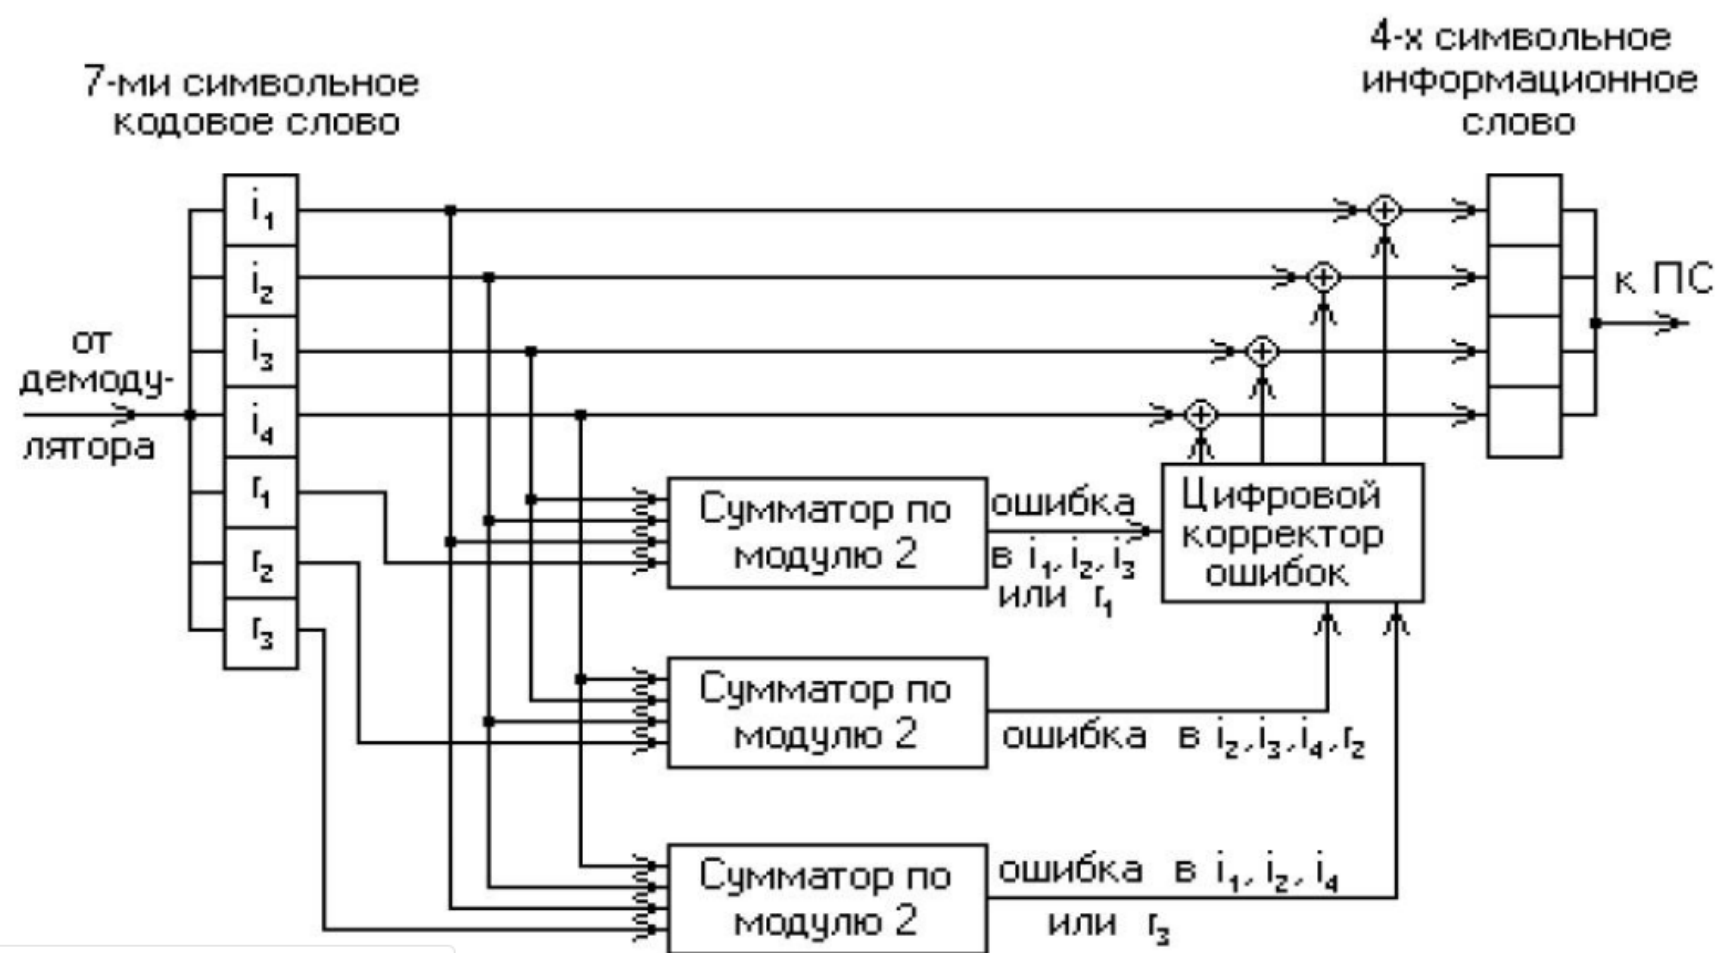 4-х символьное
информационное
слово
7-ми символьное
кодовое слово
i₁
i₂
i₃
i₄
r₁
r₂
r₃
от
демоду-
лятора
к ПС
Сумматор по
модулю 2
ошибка
в i₁, i₂, i₃
или r₁
Цифровой
корректор
ошибок
Сумматор по
модулю 2
ошибка в i₂, i₃, i₄, r₂
Сумматор по
модулю 2
ошибка в i₁, i₂, i₄
или r₃